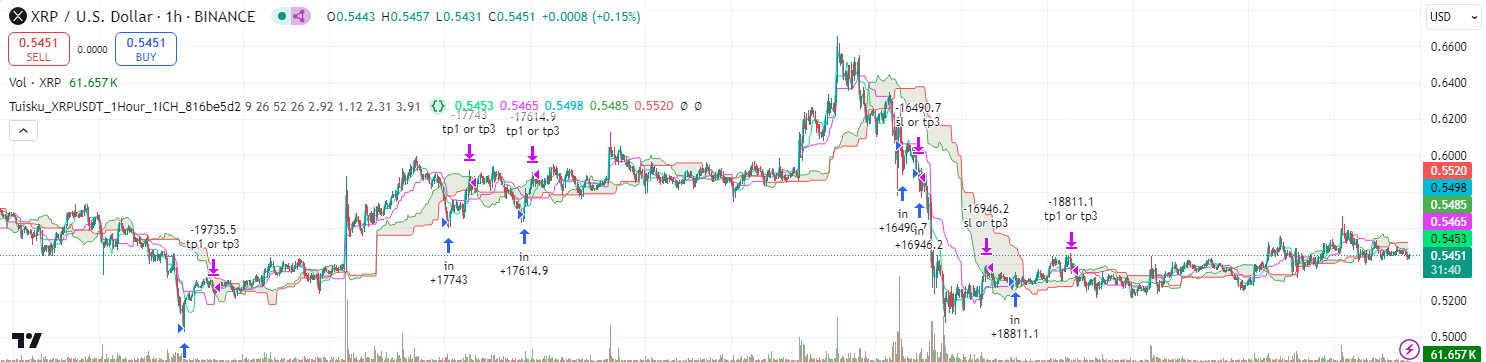 XRP / U.S. Dollar · 1h · BINANCE O0.5443 H0.5457 L0.5431 C0.5451 +0.0008 (+0.15%)
USD
0.5451
SELL
0.0000
0.5451
BUY
Vol · XRP 61.657 K
Tuisku_XRPUSDT_1Hour_1ICH_816be5d2 9 26 52 26 2.92 1.12 2.31 3.91 0.5453 0.5465 0.5498 0.5485 0.5520 Ø Ø
-17743
tp1 or tp3
-17614.9
tp1 or tp3
-16490.7
sl or tp3
-19735.5
tp1 or tp3
-16946.2
sl or tp3
-18811.1
tp1 or tp3
in
+17743
in
+17614.9
in
in
+16946.2
in
+18811.1
0.6600
0.6400
0.6200
0.6000
0.5520
0.5498
0.5485
0.5465
0.5453
0.5451
31:40
0.5200
0.5000
61.657 K